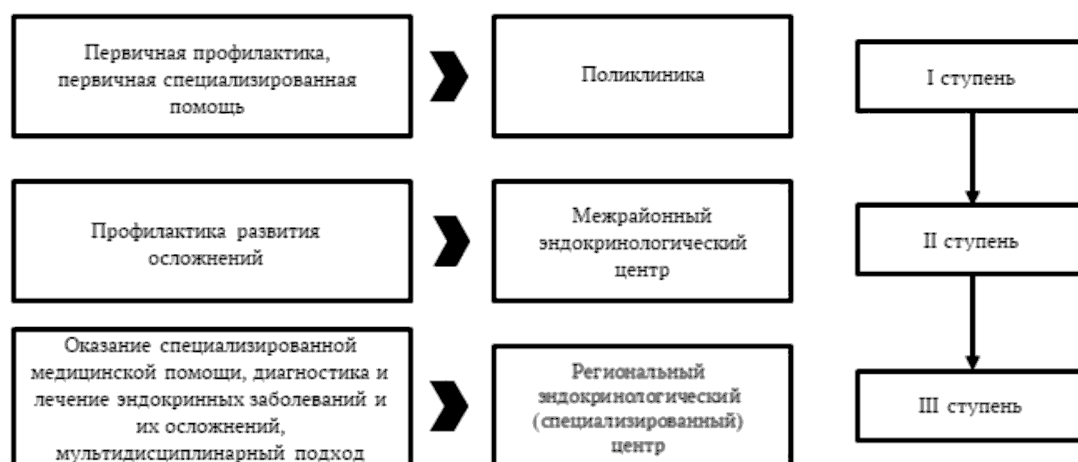 Первичная профилактика,
первичная специализированная
помощь
Поликлиника
I ступень
Профилактика развития
осложнений
Межрайонный
эндокринологический
центр
II ступень
Оказание специализированной
медицинской помощи, диагностика и
лечение эндокринных заболеваний и
их осложнений,
мультидисциплинарный подход
Региональный
эндокринологический
(специализированный)
центр
III ступень